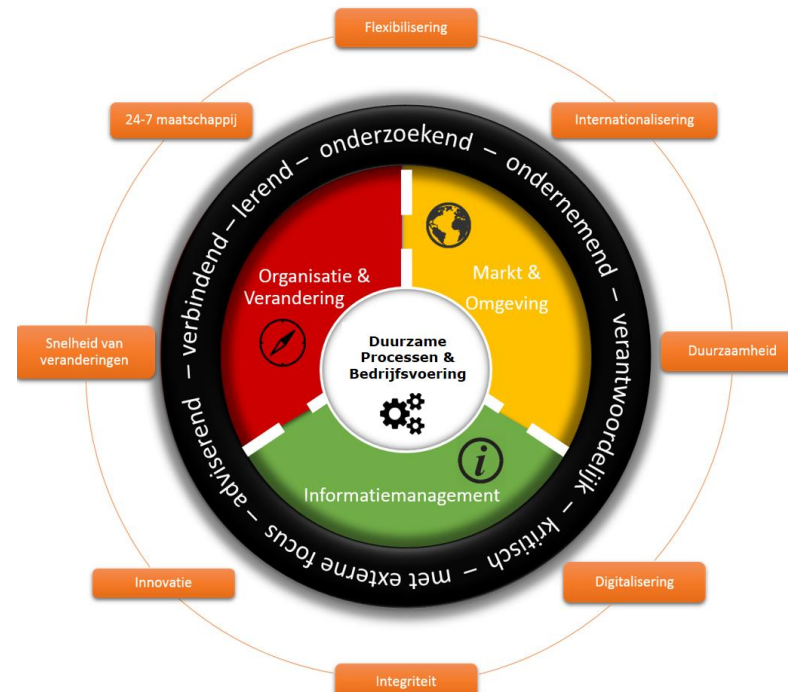 Flexibilisering
24-7 maatschappij
Internationalisering
– verbindend – lerend – onderzoekend – ondernemend – verantwoordelijk – kritisch – met externe focus – adviserend
Organisatie &
Verandering
Markt &
Omgeving
Duurzame
Processen &
Bedrijfsvoering
Snelheid van
veranderingen
Duurzaamheid
i
Informatiemanagement
Innovatie
Digitalisering
Integriteit